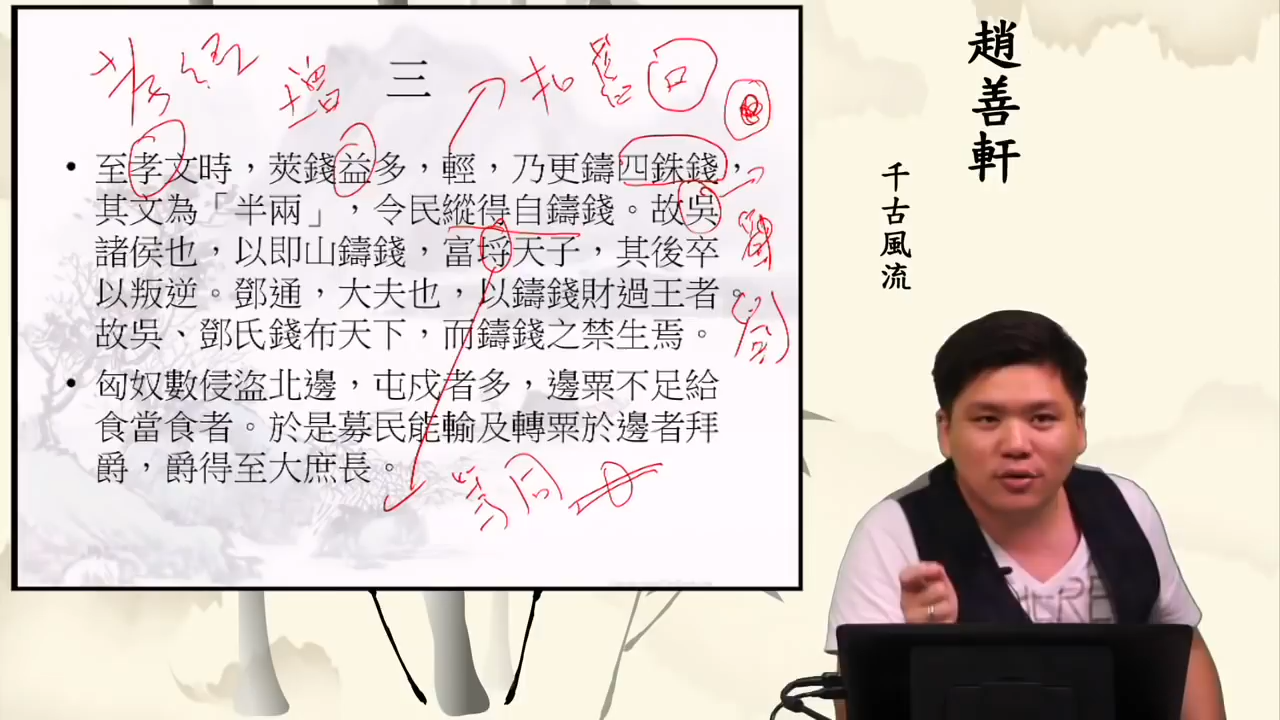 三
• 至孝文時，莢錢益多，輕，乃更鑄四銖錢，
其文為「半兩」，令民縱得自鑄錢。故吳
諸侯也，以即山鑄錢，富埒天子，其後卒
以叛逆。鄧通，大夫也，以鑄錢財過王者。
故吳、鄧氏錢布天下，而鑄錢之禁生焉。
• 匈奴數侵盜北邊，屯戍者多，邊粟不足給
食當食者。於是募民能輸及轉粟於邊者拜
爵，爵得至大庶長。
增
等同
趙善軒
千古風流